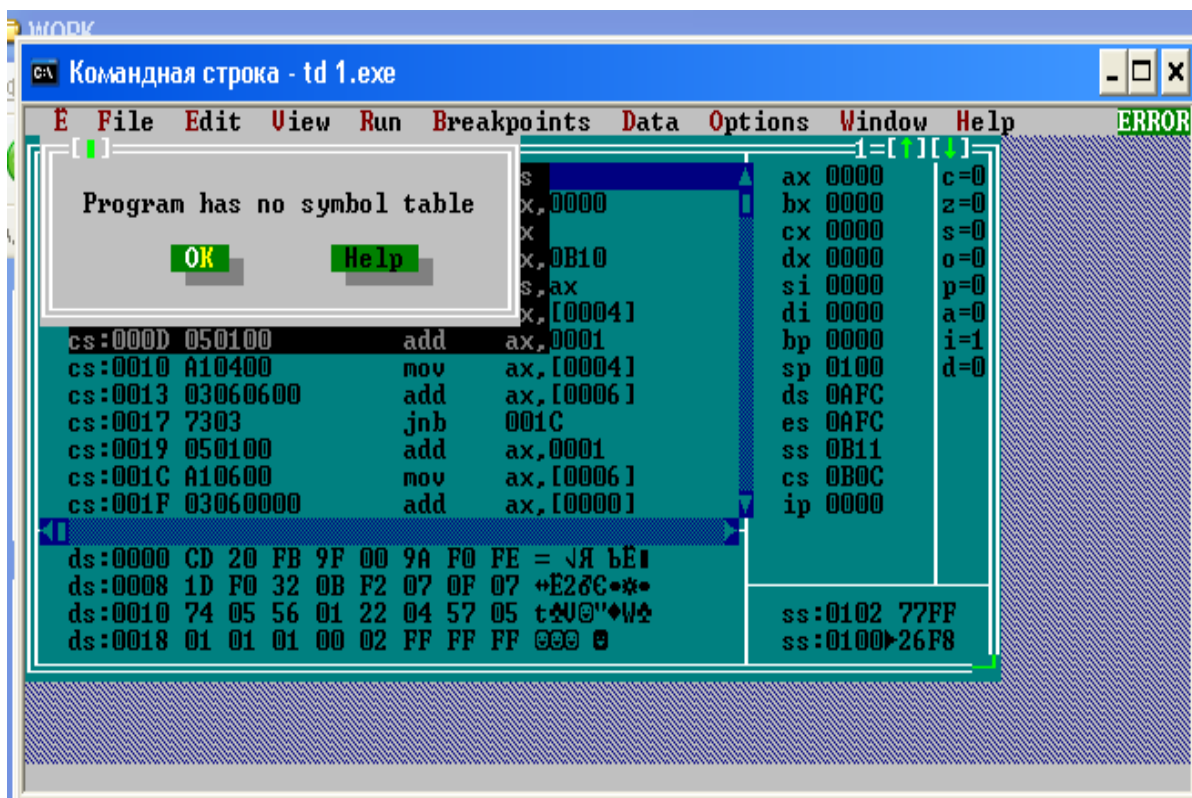 WORK
Командная строка - td 1.exe
Ё File Edit View Run Breakpoints Data Options Window Help ERROR
1=[↑][↓]
Program has no symbol table
OK Help
s
x,0000
x
x,0B10
s,ax
x,[0004]
cs:000D 050100 add ax,0001
cs:0010 A10400 mov ax,[0004]
cs:0013 03060600 add ax,[0006]
cs:0017 7303 jnb 001C
cs:0019 050100 add ax,0001
cs:001C A10600 mov ax,[0006]
cs:001F 03060000 add ax,[0000]
ax 0000 c=0
bx 0000 z=0
cx 0000 s=0
dx 0000 o=0
si 0000 p=0
di 0000 a=0
bp 0000 i=1
sp 0100 d=0
ds 0AFC
es 0AFC
ss 0B11
cs 0B0C
ip 0000
ds:0000 CD 20 FB 9F 00 9A F0 FE = √Я ЪЁ■
ds:0008 1D F0 32 0B F2 07 0F 07 ↔Ё2♂Є•☼•
ds:0010 74 05 56 01 22 04 57 05 t♣V☺"♦W♣
ds:0018 01 01 01 00 02 FF FF FF ☺☺☺ ☻
ss:0102 77FF
ss:0100►26F8